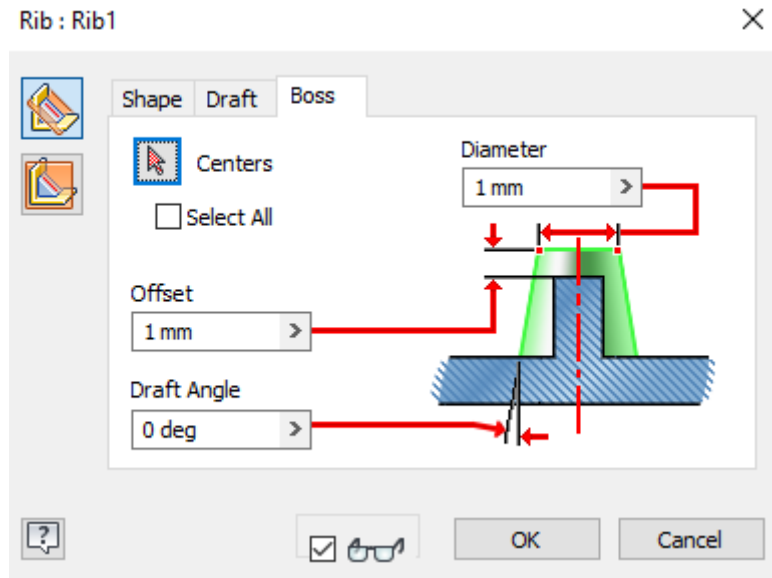 Rib : Rib1
Shape Draft Boss
Centers
Select All
Diameter
1 mm
Offset
1 mm
Draft Angle
0 deg
?
OK Cancel